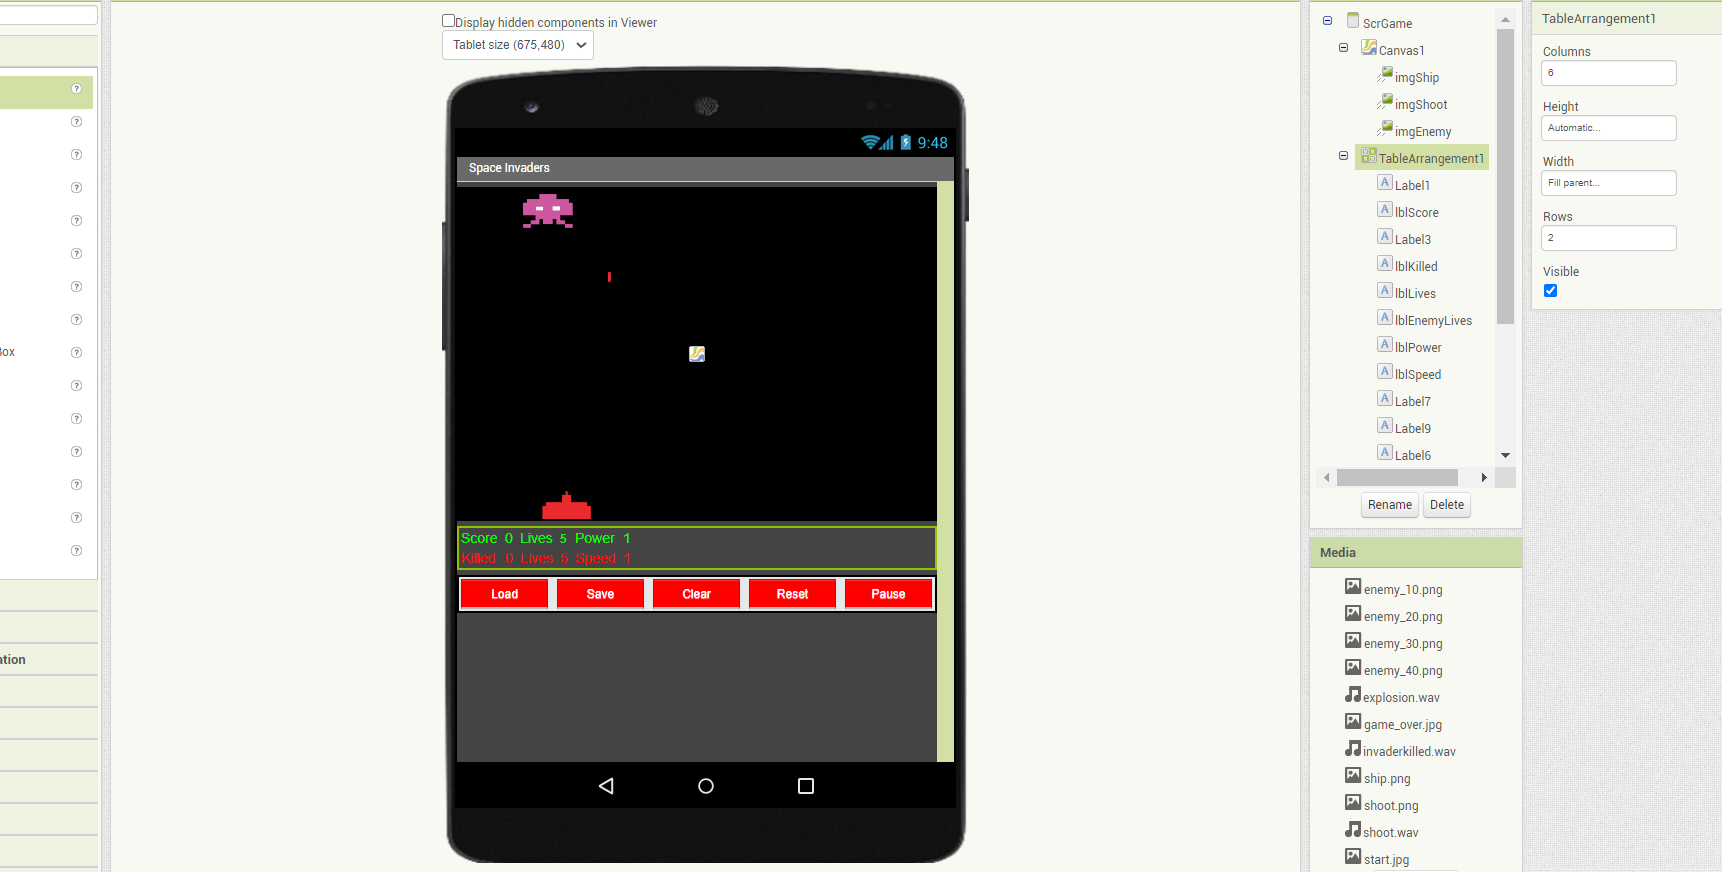 Display hidden components in Viewer
Tablet size (675,480)
9:48
Space Invaders
Score 0 Lives 5 Power 1
Killed 0 Lives 5 Speed 1
Load Save Clear Reset Pause
? 
?
?
?
?
?
?
?
Box ?
?
?
?
?
?
?
ation
ScrGame
Canvas1
imgShip
imgShoot
imgEnemy
TableArrangement1
A Label1
A lblScore
A Label3
A lblKilled
A lblLives
A lblEnemyLives
A lblPower
A lblSpeed
A Label7
A Label9
A Label6
Rename Delete
Media
enemy_10.png
enemy_20.png
enemy_30.png
enemy_40.png
explosion.wav
game_over.jpg
invaderkilled.wav
ship.png
shoot.png
shoot.wav
start.jpg
TableArrangement1
Columns
6
Height
Automatic...
Width
Fill parent...
Rows
2
Visible